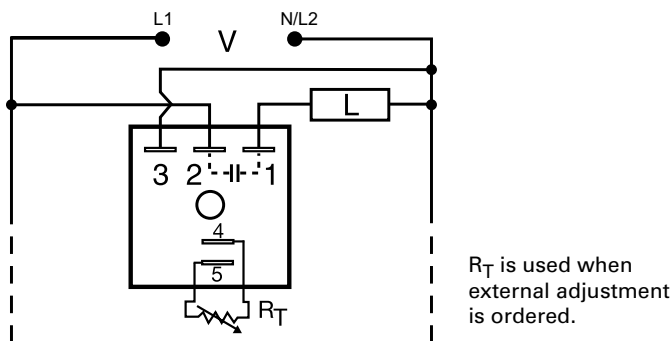 L1
V
N/L2
L
3
2
1
4
5
RT
RT is used when
external adjustment
is ordered.